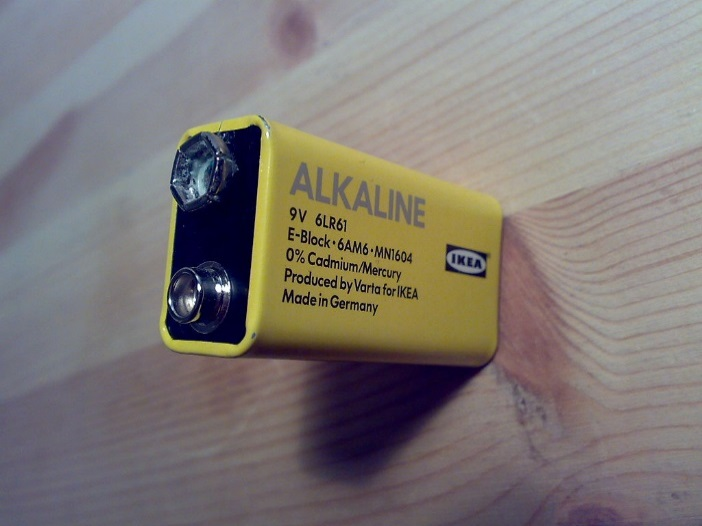 ALKALINE
9V 6LR61
E-Block · 6AM6 · MN1604
0% Cadmium/Mercury
Produced by Varta for IKEA
Made in Germany
IKEA